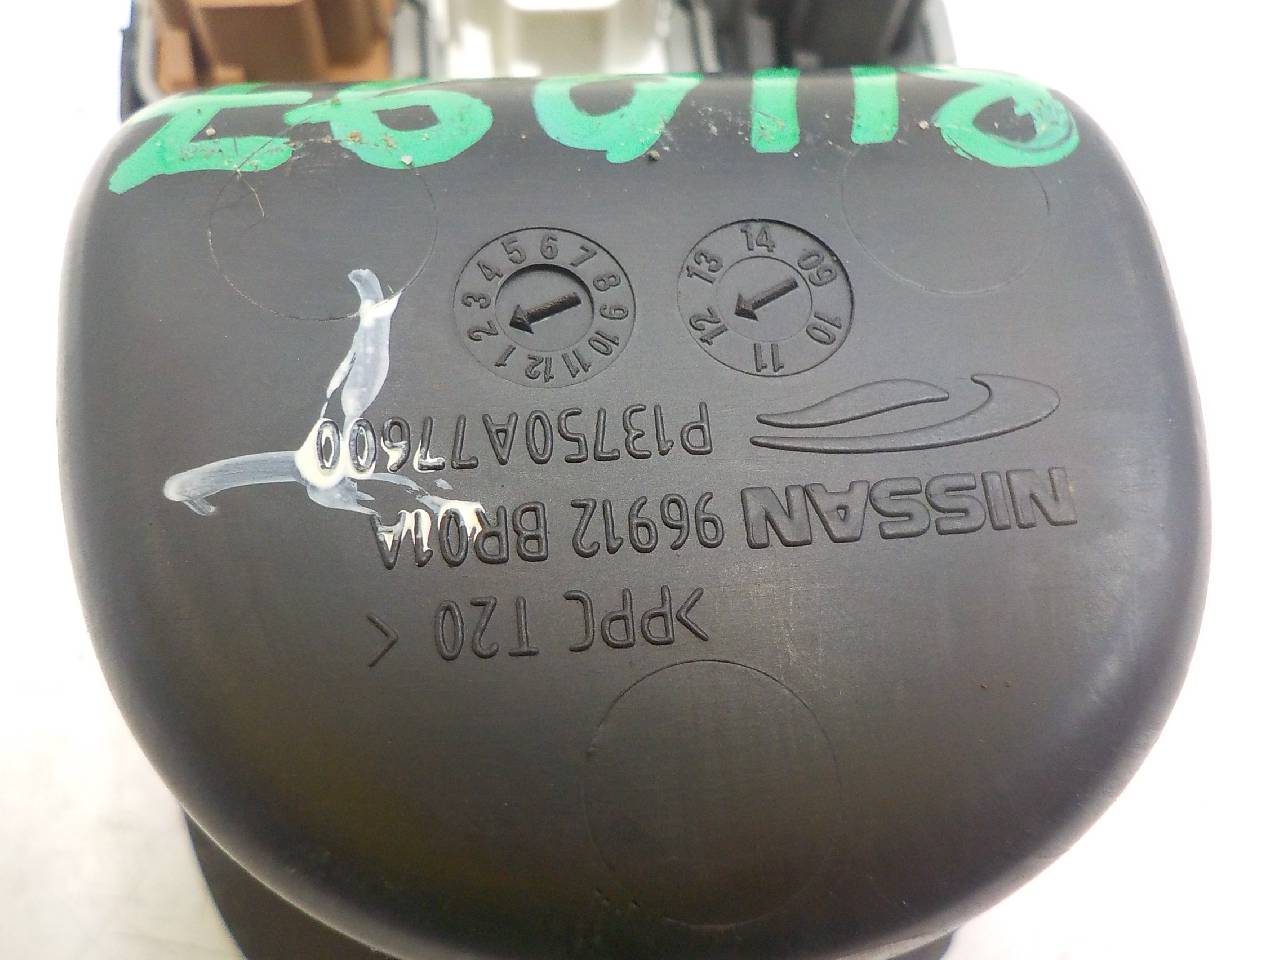 >PPC T20 <
NISSAN 96912 BR01A
P13750A77600
09 10 11 12 13 14
1 2 3 4 5 6 7 8 9 10 11 12